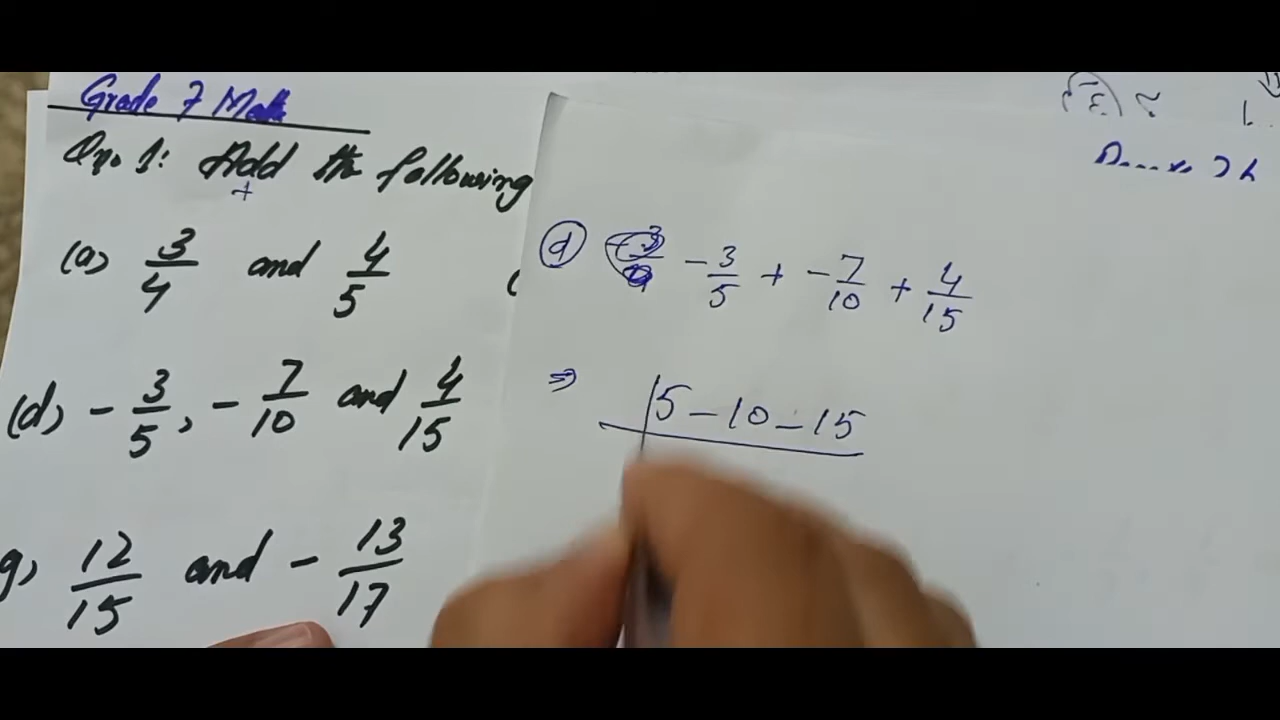 Grade 7 Math
Qno 1: Add the following
+
(a) 3/4 and 4/5 (
(d) - 3/5, - 7/10 and 4/15
g) 12/15 and - 13/17
(d) - 3/5 + - 7/10 + 4/15
⇒ 5 - 10 - 15